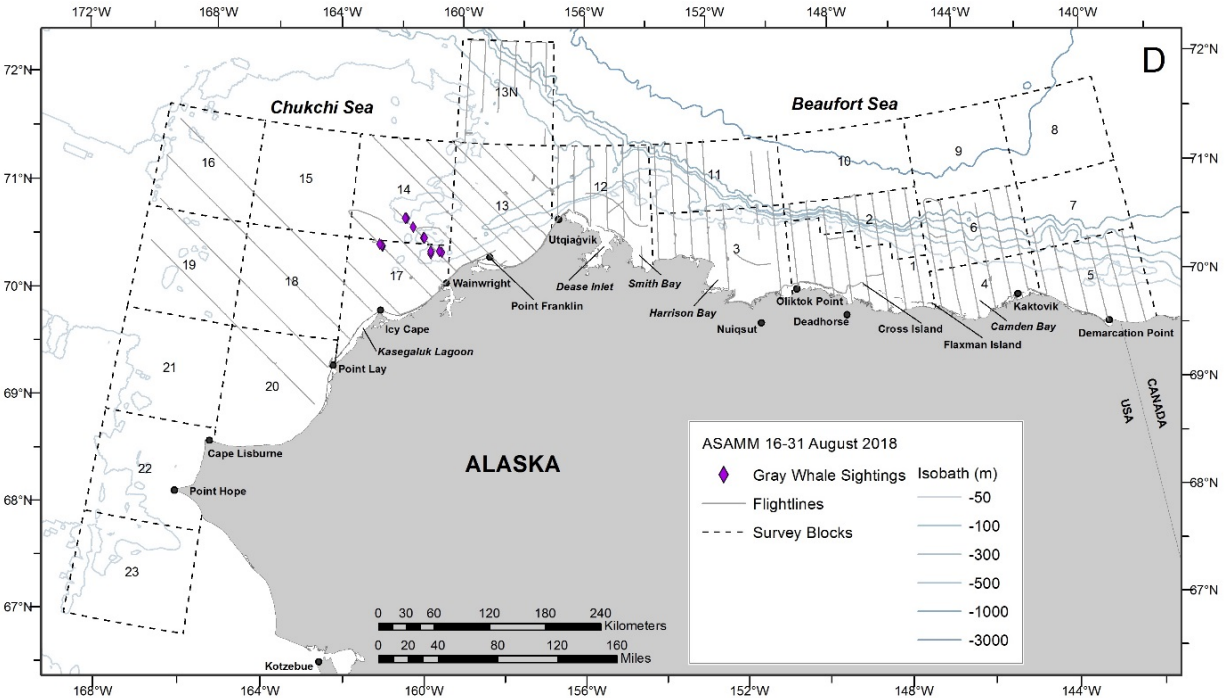 172°W 168°W 164°W 160°W 156°W 152°W 148°W 144°W 140°W
72°N 72°N
D
13N
Chukchi Sea Beaufort Sea
8
16 15 14 13 12 11 10 9
71°N 71°N
7
2 6
3
Utqiaġvik
19 18 17 1 4 5
70°N 70°N
Wainwright
Dease Inlet
Smith Bay
Point Franklin
Harrison Bay
Oliktok Point
Kaktovik
Nuiqsut
Deadhorse
Cross Island
Camden Bay
Demarcation Point
Flaxman Island
Icy Cape
Kasegaluk Lagoon
Point Lay
21 20
69°N 69°N
USA
CANADA
Cape Lisburne
22
ALASKA
Point Hope
68°N 68°N
23
67°N 67°N
Kotzebue
ASAMM 16-31 August 2018
Gray Whale Sightings
Flightlines
Survey Blocks
Isobath (m)
-50
-100
-300
-500
-1000
-3000
0 30 60 120 180 240
Kilometers
0 20 40 80 120 160
Miles
168°W 164°W 160°W 156°W 152°W 148°W 144°W